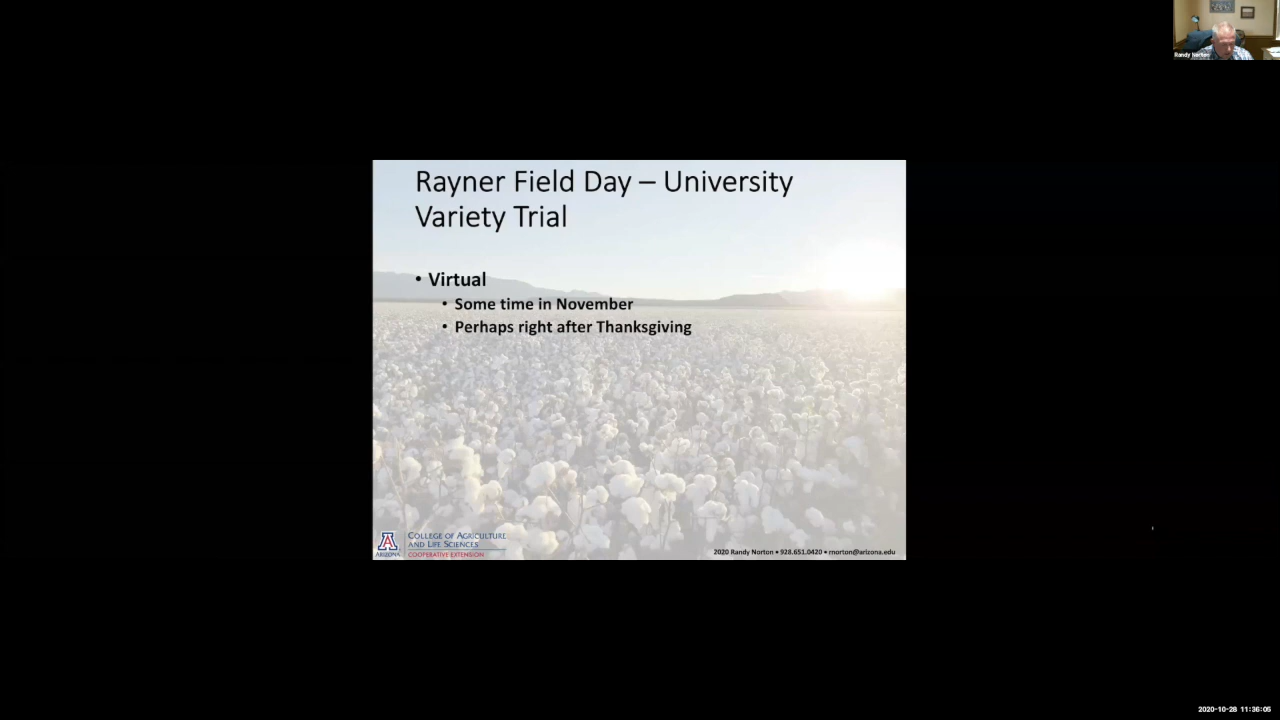 Randy Norton
Rayner Field Day – University
Variety Trial
• Virtual
• Some time in November
• Perhaps right after Thanksgiving
COLLEGE OF AGRICULTURE
AND LIFE SCIENCES
ARIZONA
COOPERATIVE EXTENSION
2020 Randy Norton • 928.651.0420 • rnorton@arizona.edu
2020-10-28 11:36:05